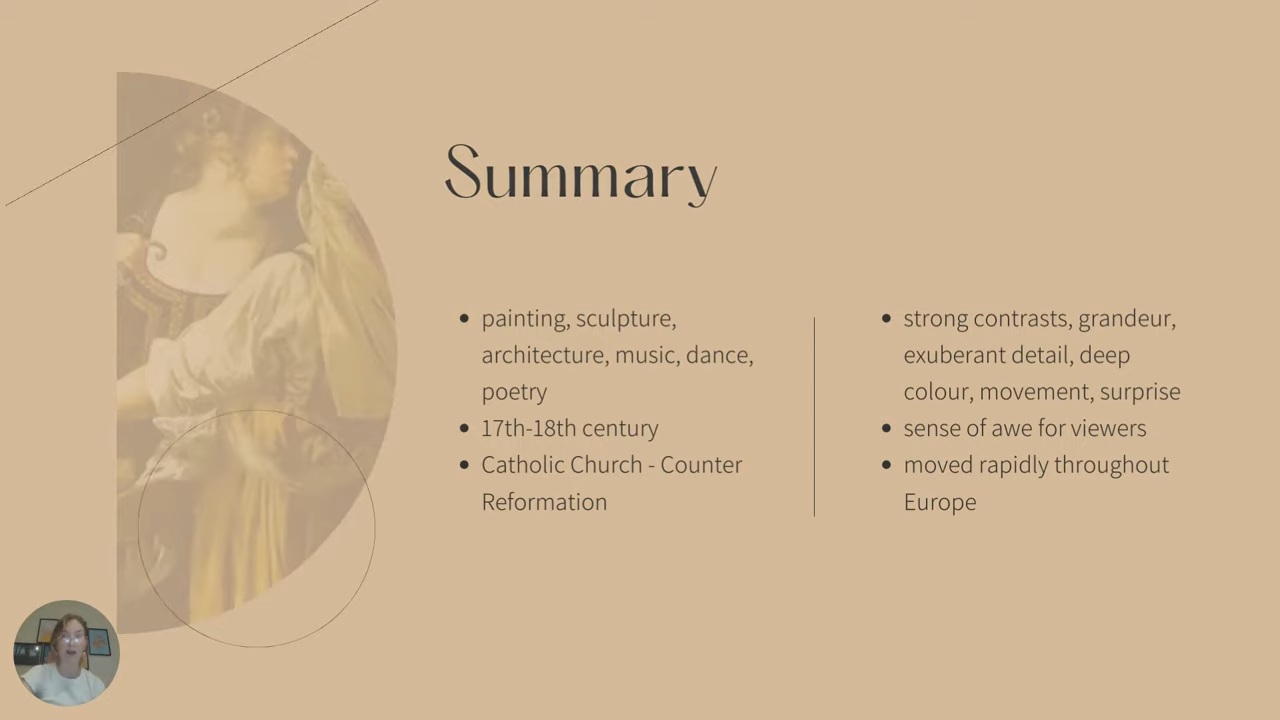 Summary
painting, sculpture,
architecture, music, dance,
poetry
17th-18th century
Catholic Church - Counter
Reformation
strong contrasts, grandeur,
exuberant detail, deep
colour, movement, surprise
sense of awe for viewers
moved rapidly throughout
Europe